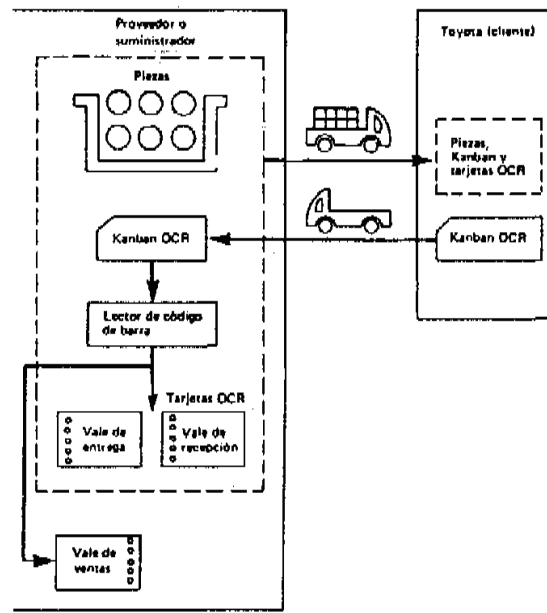 Proveedor o
suministrador
Piezas
Toyota (cliente)
Piezas,
Kanban y
tarjetas OCR
Kanban OCR
Kanban OCR
Lector de código
de barra
Tarjetas OCR
Vale de
entrega
Vale de
recepción
Vale de
ventas